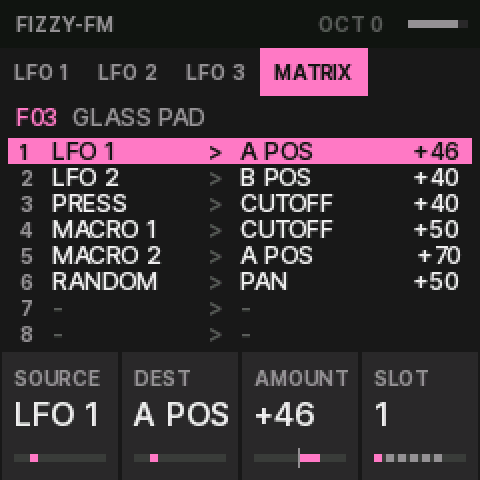 FIZZY-FM OCT 0
LFO 1 LFO 2 LFO 3 MATRIX
F03 GLASS PAD
1 LFO 1 > A POS +46
2 LFO 2 > B POS +40
3 PRESS > CUTOFF +40
4 MACRO 1 > CUTOFF +50
5 MACRO 2 > A POS +70
6 RANDOM > PAN +50
7 - > -
8 - > -
SOURCE DEST AMOUNT SLOT
LFO 1 A POS +46 1